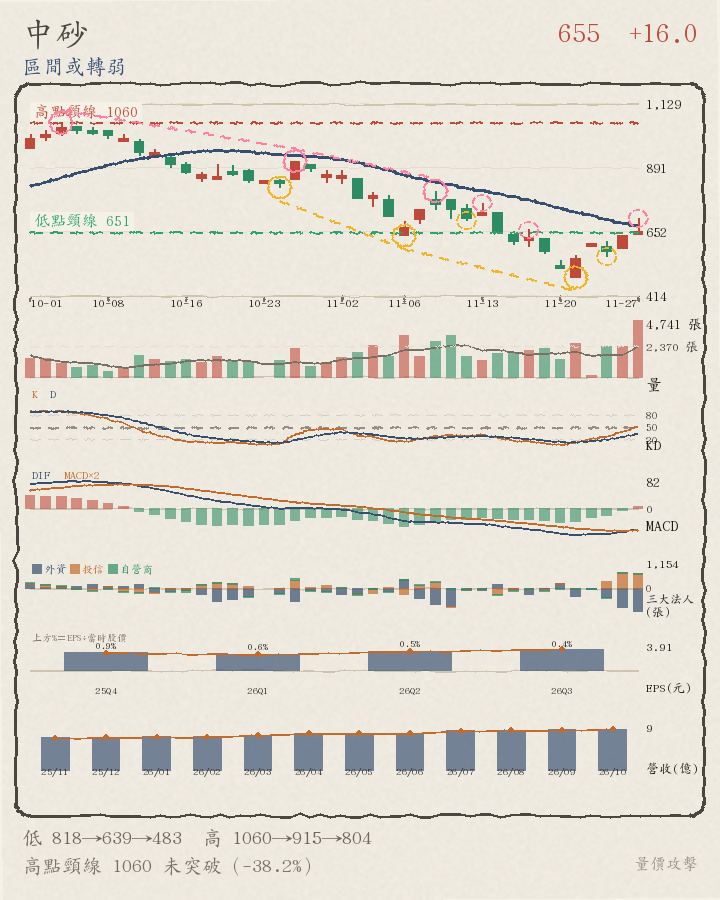 中砂
655 +16.0
區間或轉弱
高點頸線 1060
1,129
891
低點頸線 651
652
414
10-01 10-08 10-16 10-23 11-02 11-06 11-13 11-20 11-27
4,741 張
2,370 張
量
K D
80
50
20
KD
DIF MACD×2
82
0
MACD
外資 投信 自營商
1,154
0
三大法人
(張)
上方%=EPS÷當時股價
0.9% 0.6% 0.5% 0.4%
3.91
25Q4 26Q1 26Q2 26Q3
EPS(元)
9
25/11 25/12 26/01 26/02 26/03 26/04 26/05 26/06 26/07 26/08 26/09 26/10
營收(億)
低 818→639→483 高 1060→915→804
高點頸線 1060 未突破 (-38.2%)
量價攻擊